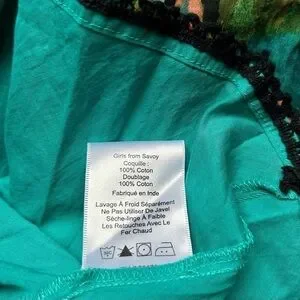 Girls from Savoy
Coquille :
100% Coton
Doublage
100% Coton
Fabriqué en Inde
Lavage À Froid Séparément
Ne Pas Utiliser De Javel
Sèche-linge À Faible
Les Retouches Avec Le
Fer Chaud